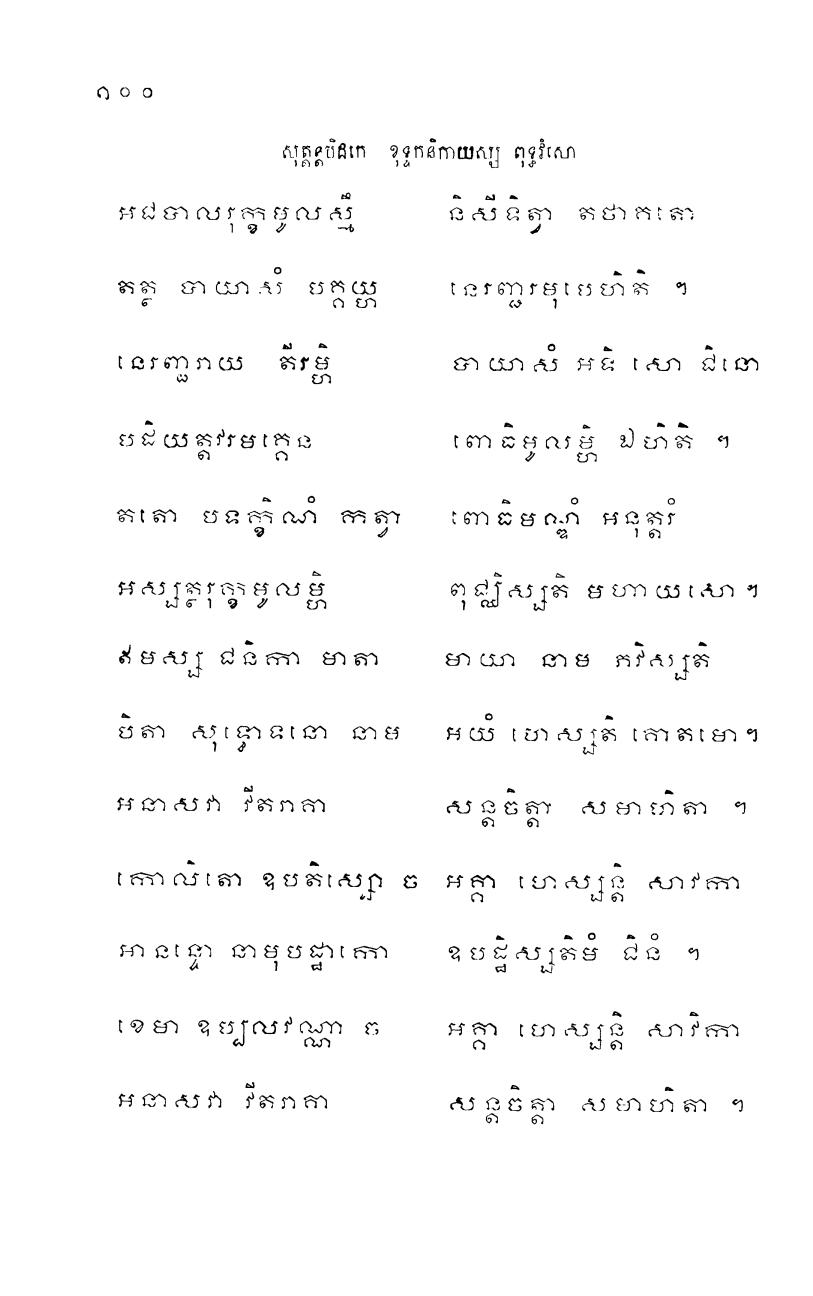 ១០០
សុត្តន្តបិដកេ ខុទ្ទកនិកាយស្ស ពុទ្ធវំសោ
អជបាលរុក្ខមូលស្មឹ និសីទិត្វា តថាគតោ
តត្ថ បាយាសំ បគ្គយ្ហ នេរញ្ជរមុបេហិតិ ។
នេរញ្ជរាយ តីរម្ហិ បាយាសំ អទិ សោ ជិនោ
បដិយត្តវរមគ្គេន ពោធិមូលម្ហិ ឯហិតិ ។
តតោ បទក្ខិណំ កត្វា ពោធិមណ្ឌំ អនុត្តរំ
អស្សត្ថរុក្ខមូលម្ហិ ពុជ្ឈិស្សតិ មហាយសោ ។
ឥមស្ស ជនិកា មាតា មាយា នាម ភវិស្សតិ
បិតា សុទ្ធោទនោ នាម អយំ ហេស្សតិ គោតមោ ។
អនាសវា វីតរាគា សន្តចិត្តា សមាហិតា ។
កោលិតោ ឧបតិស្សោ ច អគ្គា ហេស្សន្តិ សាវកា
អានន្ទោ នាមុបដ្ឋាកោ ឧបដ្ឋិស្សតិមំ ជិនំ ។
ខេមា ឧប្បលវណ្ណា ច អគ្គា ហេស្សន្តិ សាវិកា
អនាសវា វីតរាគា សន្តចិត្តា សមាហិតា ។